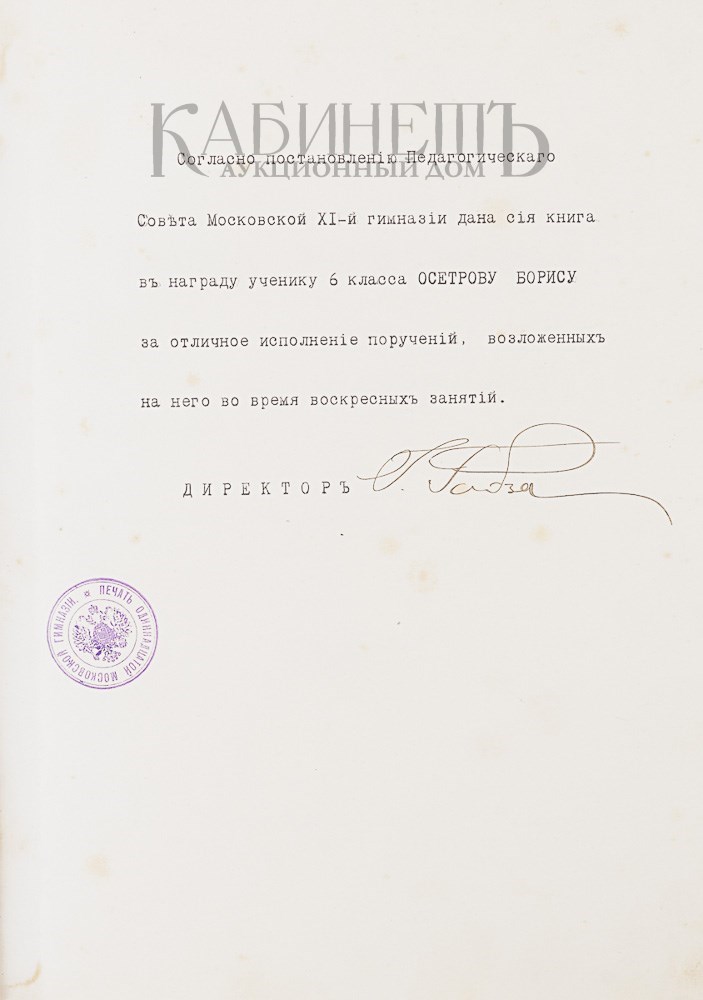 КАБИНЕТЪ
АУКЦИОННЫЙ ДОМ
Согласно постановленію Педагогическаго
Совѣта Московской XI-й гимназіи дана сія книга
въ награду ученику 6 класса ОСЕТРОВУ БОРИСУ
за отличное исполненіе порученій, возложенныхъ
на него во время воскресныхъ занятій.
ДИРЕКТОРЪ
ПЕЧАТЬ ОДИННАДЦАТОЙ МОСКОВСКОЙ ГИМНАЗІИ.